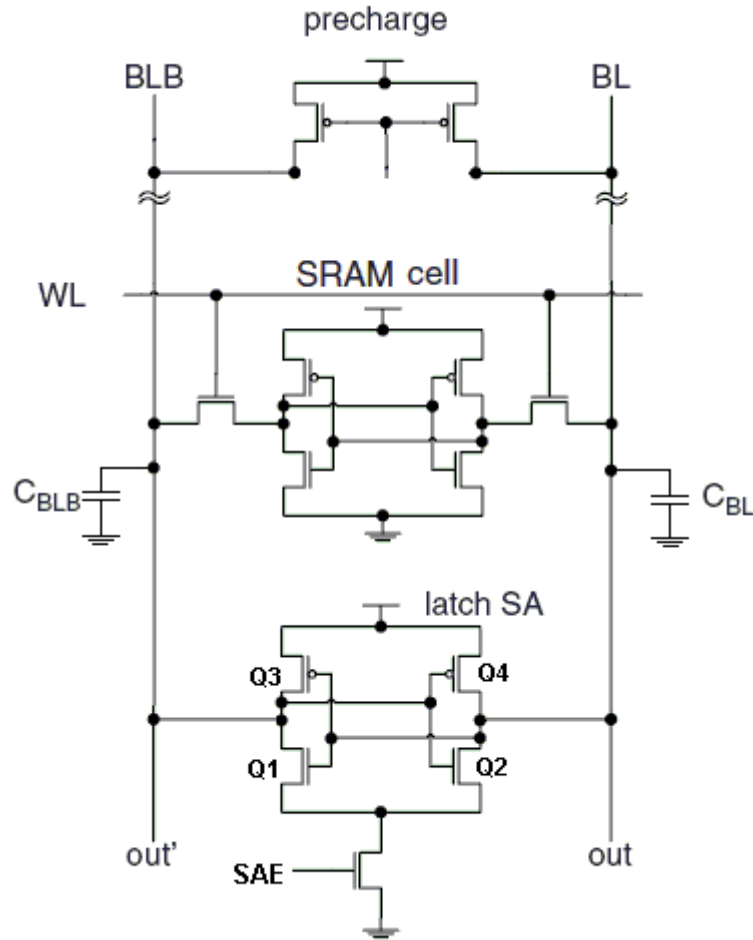 precharge
BLB
BL
WL
SRAM cell
C_BLB
C_BL
latch SA
Q3
Q4
Q1
Q2
out'
out
SAE